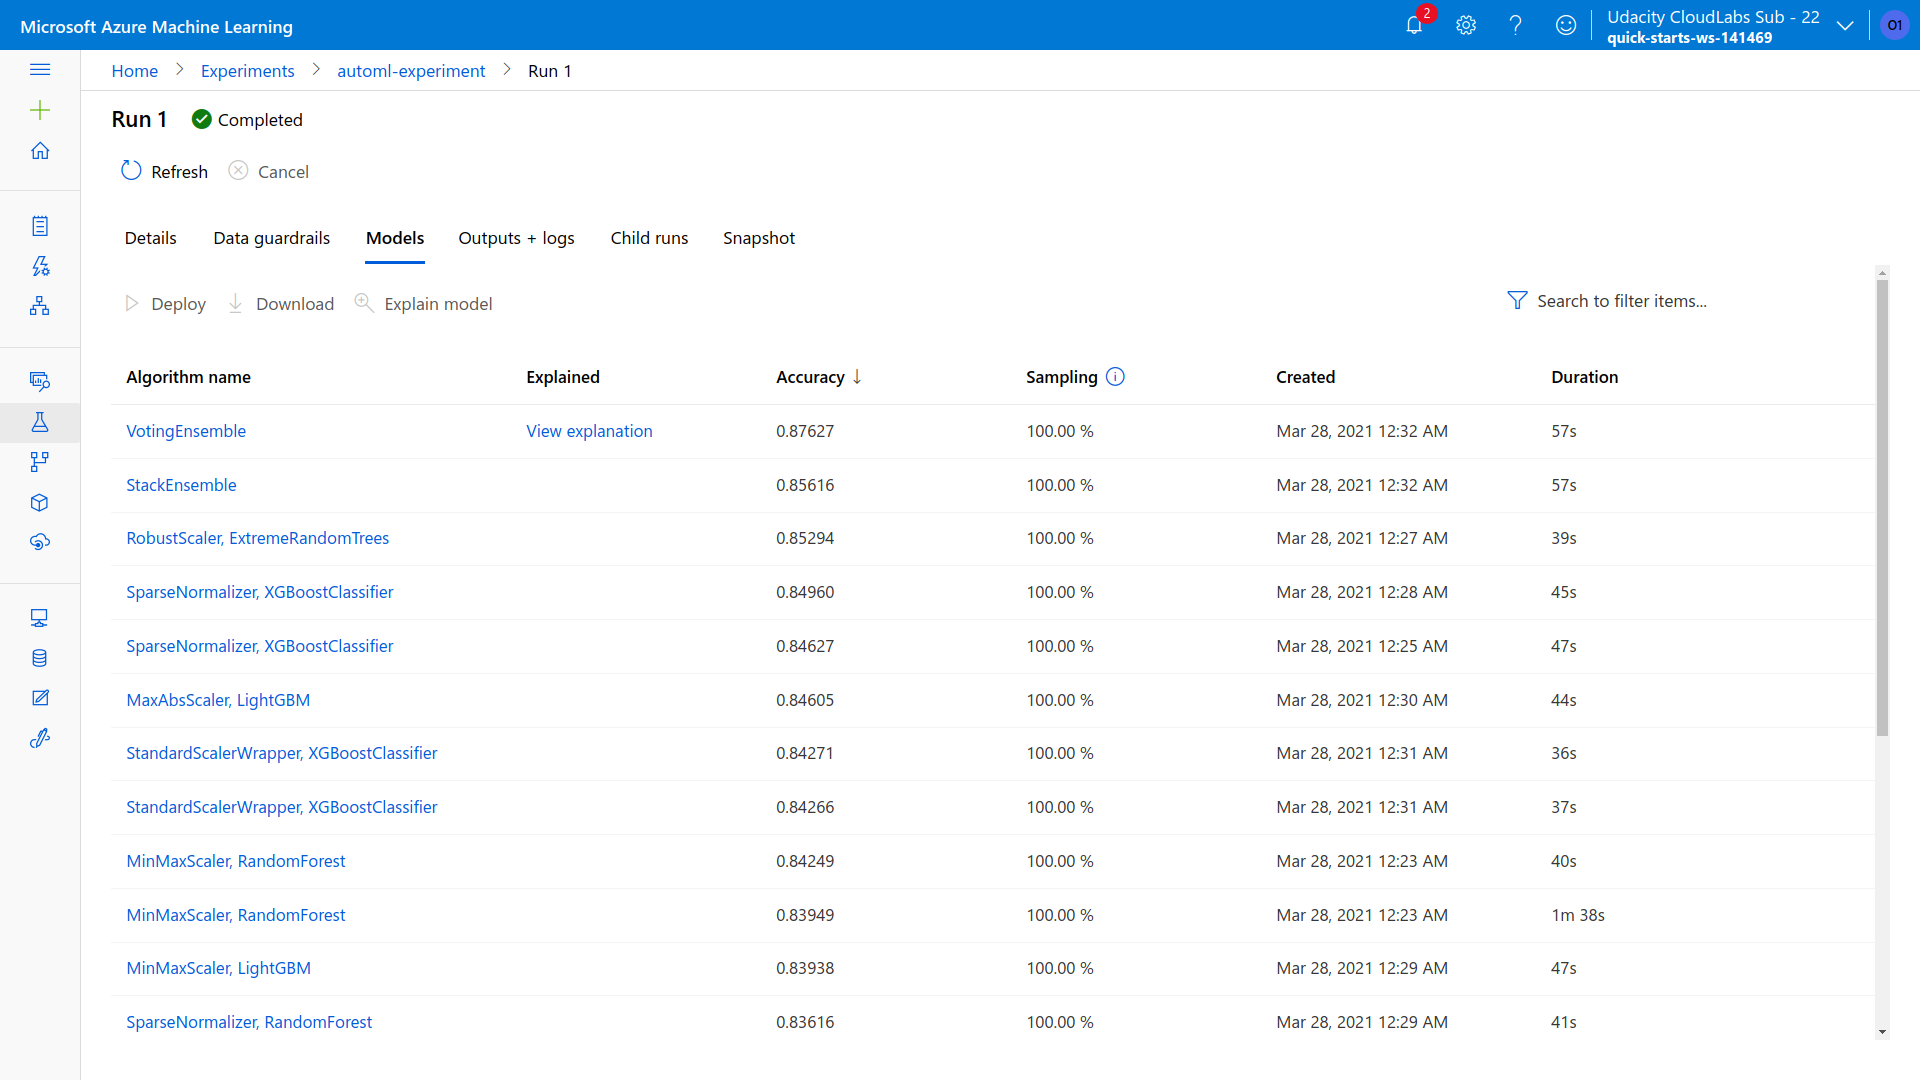 Microsoft Azure Machine Learning
2
Udacity CloudLabs Sub - 22
quick-starts-ws-141469
O1
Home > Experiments > automl-experiment > Run 1
Run 1 Completed
Refresh Cancel
Details Data guardrails Models Outputs + logs Child runs Snapshot
Deploy Download Explain model Search to filter items...
Algorithm name Explained Accuracy ↓ Sampling Created Duration
VotingEnsemble View explanation 0.87627 100.00 % Mar 28, 2021 12:32 AM 57s
StackEnsemble 0.85616 100.00 % Mar 28, 2021 12:32 AM 57s
RobustScaler, ExtremeRandomTrees 0.85294 100.00 % Mar 28, 2021 12:27 AM 39s
SparseNormalizer, XGBoostClassifier 0.84960 100.00 % Mar 28, 2021 12:28 AM 45s
SparseNormalizer, XGBoostClassifier 0.84627 100.00 % Mar 28, 2021 12:25 AM 47s
MaxAbsScaler, LightGBM 0.84605 100.00 % Mar 28, 2021 12:30 AM 44s
StandardScalerWrapper, XGBoostClassifier 0.84271 100.00 % Mar 28, 2021 12:31 AM 36s
StandardScalerWrapper, XGBoostClassifier 0.84266 100.00 % Mar 28, 2021 12:31 AM 37s
MinMaxScaler, RandomForest 0.84249 100.00 % Mar 28, 2021 12:23 AM 40s
MinMaxScaler, RandomForest 0.83949 100.00 % Mar 28, 2021 12:23 AM 1m 38s
MinMaxScaler, LightGBM 0.83938 100.00 % Mar 28, 2021 12:29 AM 47s
SparseNormalizer, RandomForest 0.83616 100.00 % Mar 28, 2021 12:29 AM 41s